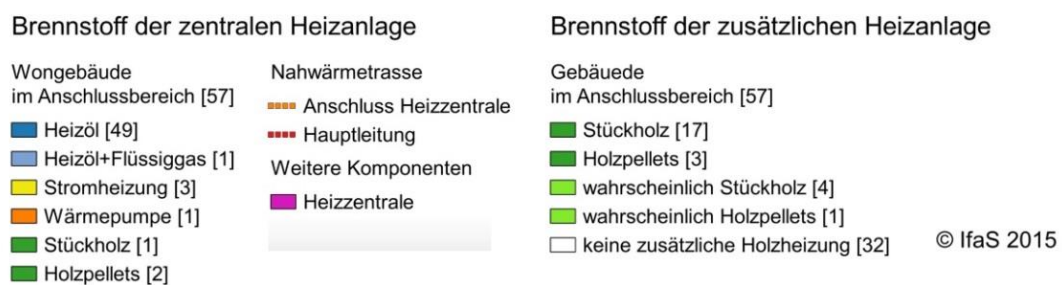 Brennstoff der zentralen Heizanlage
Wongebäude
im Anschlussbereich [57]
Heizöl [49]
Heizöl+Flüssiggas [1]
Stromheizung [3]
Wärmepumpe [1]
Stückholz [1]
Holzpellets [2]
Nahwärmetrasse
Anschluss Heizzentrale
Hauptleitung
Weitere Komponenten
Heizzentrale
Brennstoff der zusätzlichen Heizanlage
Gebäuede
im Anschlussbereich [57]
Stückholz [17]
Holzpellets [3]
wahrscheinlich Stückholz [4]
wahrscheinlich Holzpellets [1]
keine zusätzliche Holzheizung [32]
© IfaS 2015